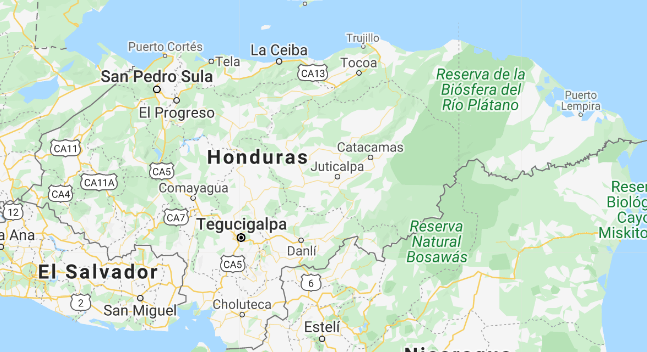 Trujillo
Puerto Cortés
La Ceiba
Tela
Tocoa
CA13
San Pedro Sula
Reserva de la
Biósfera del
Río Plátano
El Progreso
Puerto
Lempira
CA11
Catacamas
Honduras
Juticalpa
CA5
CA11A
CA4
Comayagua
Reser
Biológ
Cayo
Miskito
12
CA7
Tegucigalpa
a Ana
Reserva
Natural
Bosawás
Danlí
CA5
El Salvador
6
2
San Miguel
Choluteca
Estelí
Nicaragua